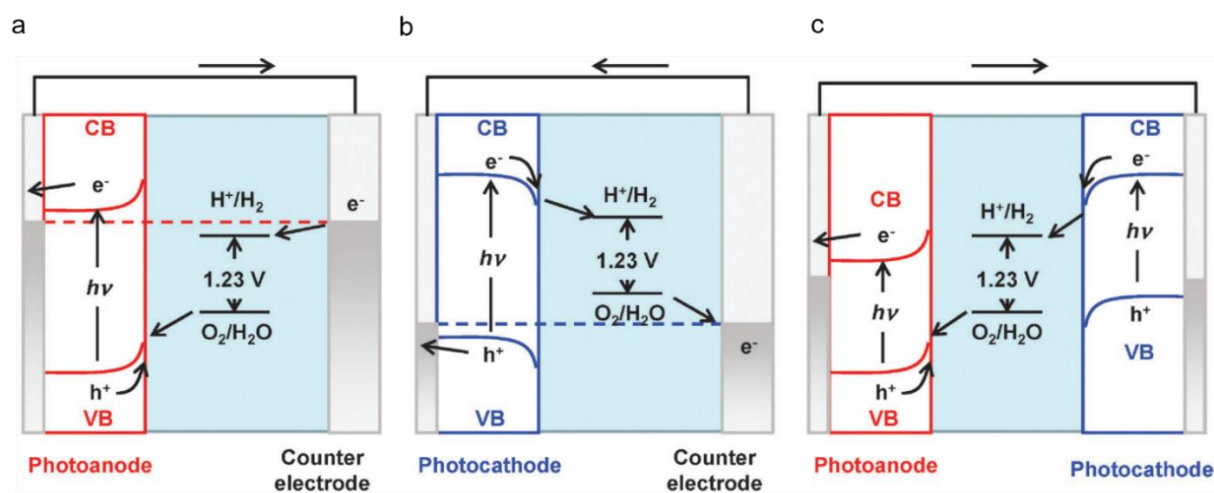 a
CB
e-
H+/H2
e-
hν
1.23 V
O2/H2O
h+
VB
Photoanode
Counter
electrode
b
CB
e-
H+/H2
hν
1.23 V
O2/H2O
h+
e-
VB
Photocathode
Counter
electrode
c
CB
e-
CB
H+/H2
e-
hν
1.23 V
hν
O2/H2O
h+
h+
VB
VB
Photoanode
Photocathode